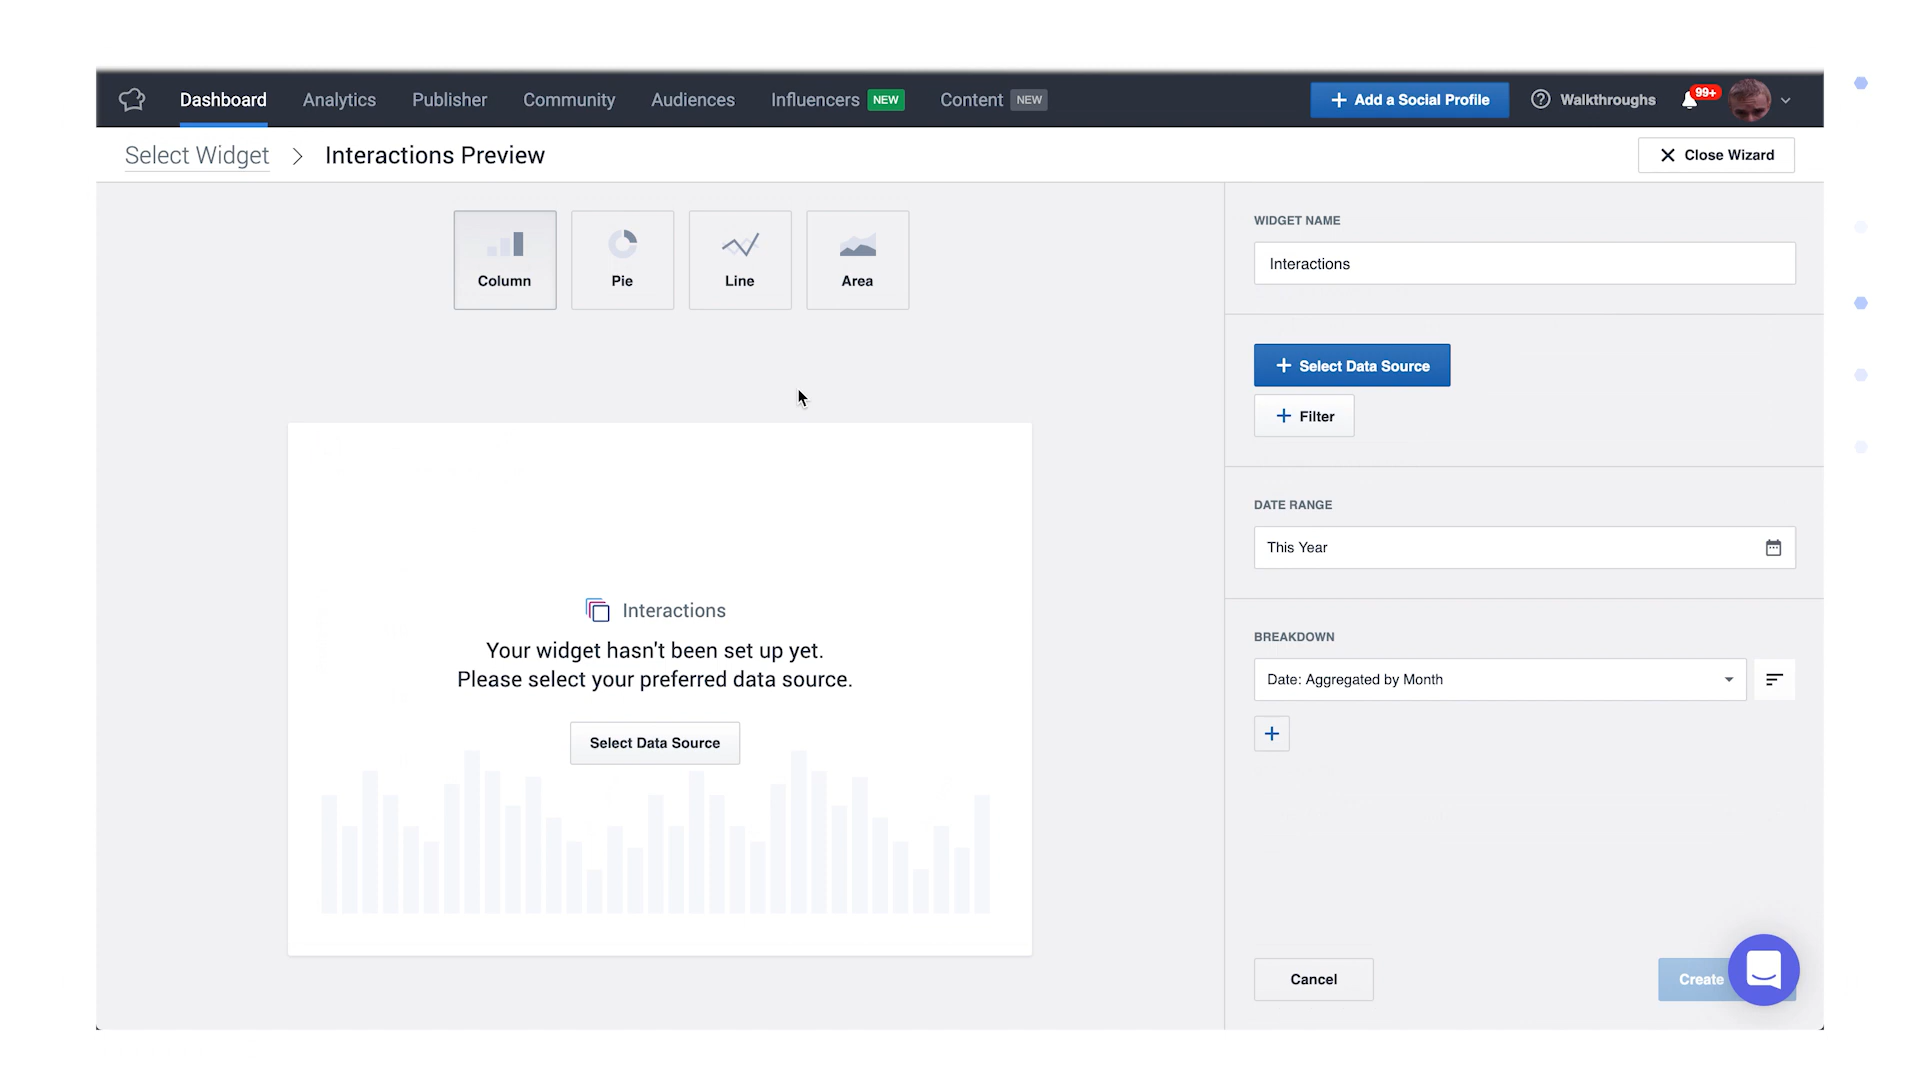 Dashboard Analytics Publisher Community Audiences Influencers NEW Content NEW + Add a Social Profile Walkthroughs 99+
Select Widget > Interactions Preview Close Wizard
Column Pie Line Area
WIDGET NAME
Interactions
+ Select Data Source
+ Filter
DATE RANGE
This Year
BREAKDOWN
Date: Aggregated by Month
+
Interactions
Your widget hasn't been set up yet.
Please select your preferred data source.
Select Data Source
Cancel
Create